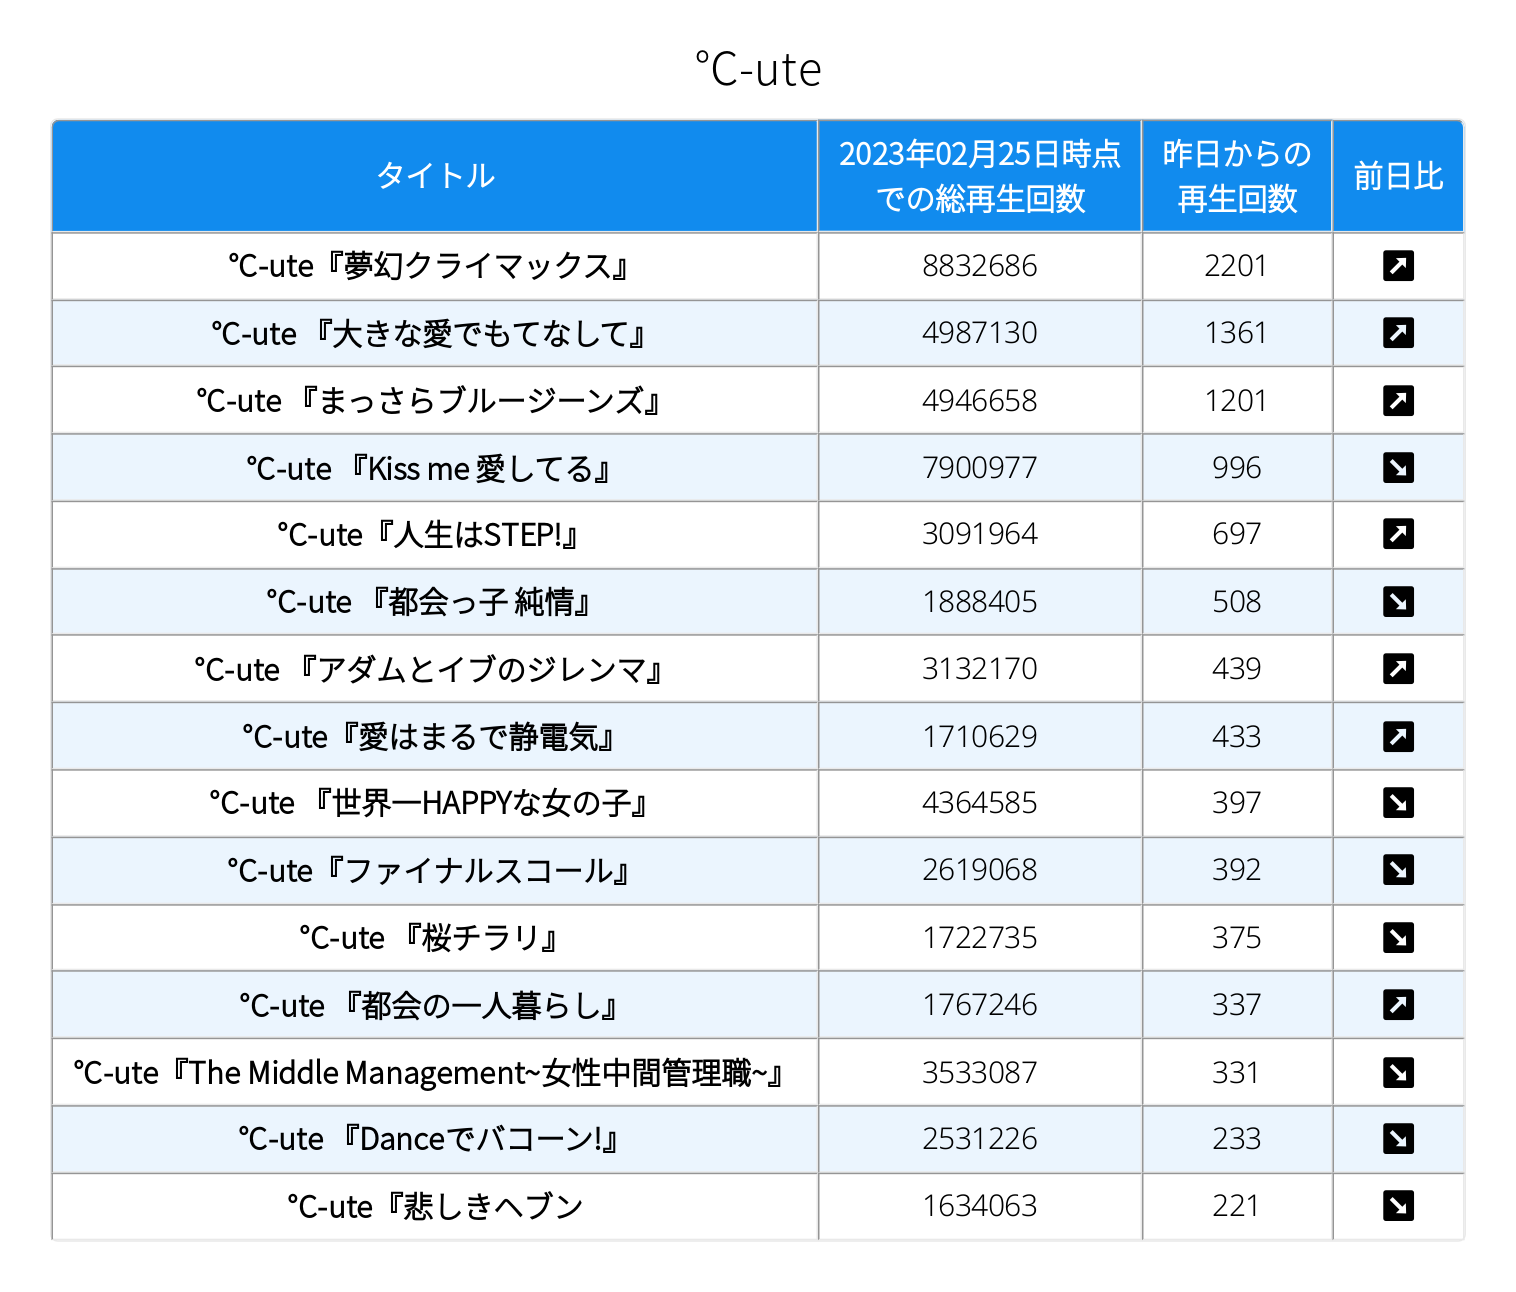 ℃-ute
タイトル
2023年02月25日時点
での総再生回数
昨日からの
再生回数
前日比
℃-ute『夢幻クライマックス』 8832686 2201 ↗
℃-ute 『大きな愛でもてなして』 4987130 1361 ↗
℃-ute 『まっさらブルージーンズ』 4946658 1201 ↗
℃-ute 『Kiss me 愛してる』 7900977 996 ↘
℃-ute『人生はSTEP!』 3091964 697 ↗
℃-ute 『都会っ子 純情』 1888405 508 ↘
℃-ute 『アダムとイブのジレンマ』 3132170 439 ↗
℃-ute『愛はまるで静電気』 1710629 433 ↗
℃-ute 『世界一HAPPYな女の子』 4364585 397 ↘
℃-ute『ファイナルスコール』 2619068 392 ↘
℃-ute 『桜チラリ』 1722735 375 ↘
℃-ute 『都会の一人暮らし』 1767246 337 ↗
℃-ute『The Middle Management~女性中間管理職~』 3533087 331 ↘
℃-ute 『Danceでバコーン!』 2531226 233 ↘
℃-ute『悲しきヘブン 1634063 221 ↘